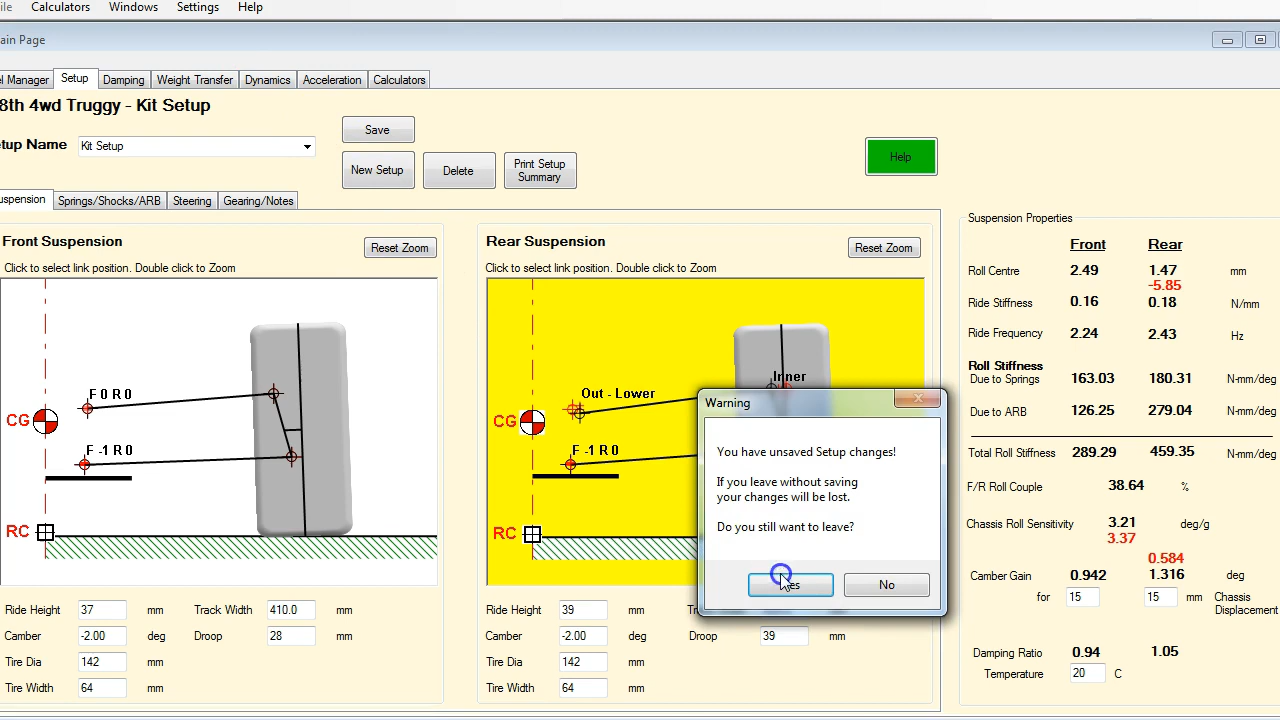 ile Calculators Windows Settings Help
ain Page
el Manager Setup Damping Weight Transfer Dynamics Acceleration Calculators
8th 4wd Truggy - Kit Setup
Save
etup Name Kit Setup
Help
New Setup Delete Print Setup Summary
uspension Springs/Shocks/ARB Steering Gearing/Notes
Front Suspension
Reset Zoom
Click to select link position. Double click to Zoom
F 0 R 0
CG
F -1 R 0
RC
Ride Height 37 mm Track Width 410.0 mm
Camber -2.00 deg Droop 28 mm
Tire Dia 142 mm
Tire Width 64 mm
Rear Suspension
Reset Zoom
Click to select link position. Double click to Zoom
Inner
Out - Lower
CG
F -1 R 0
RC
Ride Height 39 mm
Camber -2.00 deg Droop 39 mm
Tire Dia 142 mm
Tire Width 64 mm
Warning
You have unsaved Setup changes!
If you leave without saving
your changes will be lost.
Do you still want to leave?
Yes No
Suspension Properties
Front Rear
Roll Centre 2.49 1.47 mm
-5.85
Ride Stiffness 0.16 0.18 N/mm
Ride Frequency 2.24 2.43 Hz
Roll Stiffness
Due to Springs 163.03 180.31 N-mm/deg
Due to ARB 126.25 279.04 N-mm/deg
Total Roll Stiffness 289.29 459.35 N-mm/deg
F/R Roll Couple 38.64 %
Chassis Roll Sensitivity 3.21 deg/g
3.37
0.584
Camber Gain 0.942 1.316 deg
for 15 15 mm Chassis
Displacement
Damping Ratio 0.94 1.05
Temperature 20 C